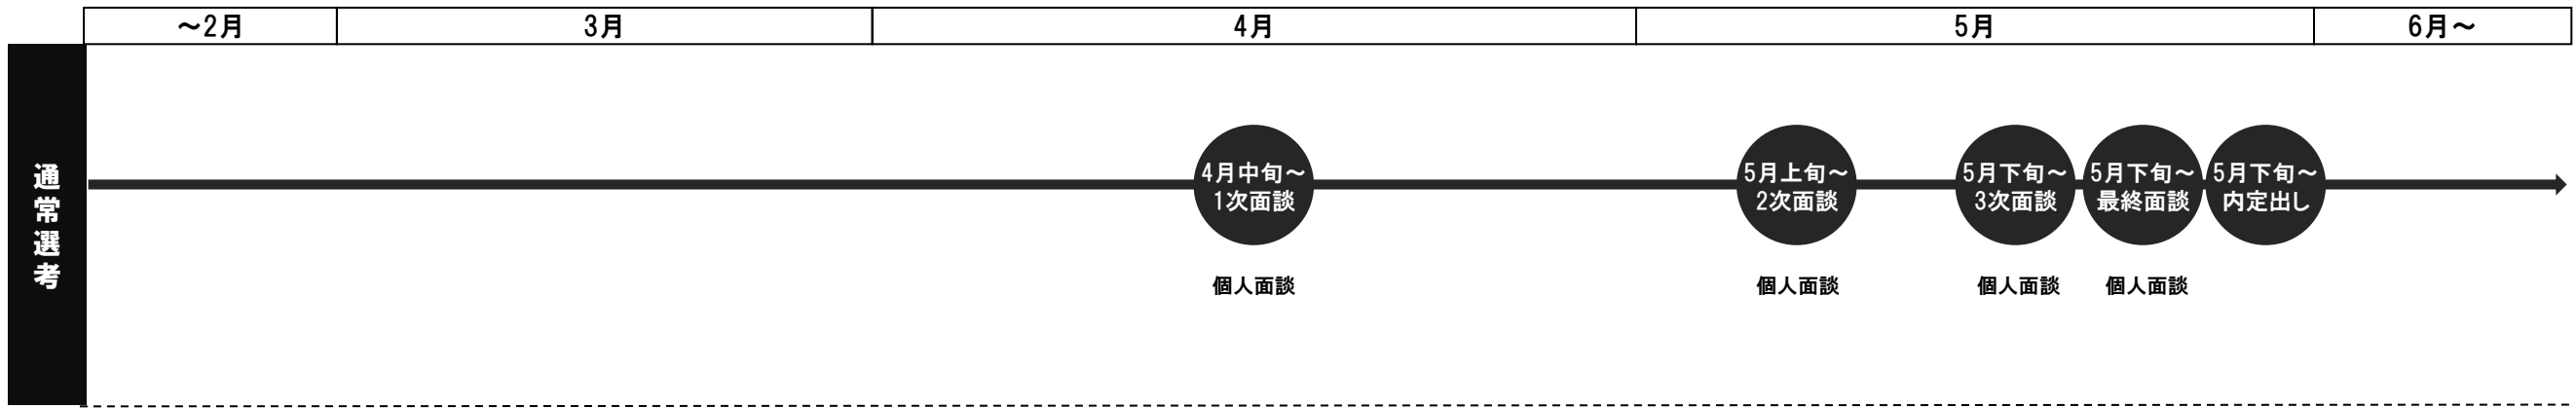 ～2月
3月
4月
5月
6月～
通常選考
4月中旬～
1次面談
5月上旬～
2次面談
5月下旬～
3次面談
5月下旬～
最終面談
5月下旬～
内定出し
個人面談
個人面談
個人面談
個人面談